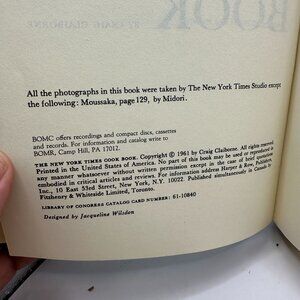 BOOK
BY CRAIG CLAIBORNE
All the photographs in this book were taken by The New York Times Studio except
the following: Moussaka, page 129, by Midori.
BOMC offers recordings and compact discs, cassettes
and records. For information and catalog write to
BOMR, Camp Hill, PA 17012.
THE NEW YORK TIMES COOK BOOK. Copyright © 1961 by Craig Claiborne. All rights reserved.
Printed in the United States of America. No part of this book may be used or reproduced in
any manner whatsoever without written permission except in the case of brief quotations
embodied in critical articles and reviews. For information address Harper & Row, Publishers,
Inc., 10 East 53rd Street, New York, N.Y. 10022. Published simultaneously in Canada by
Fitzhenry & Whiteside Limited, Toronto.
LIBRARY OF CONGRESS CATALOG CARD NUMBER: 61-10840
Designed by Jacqueline Wilsdon